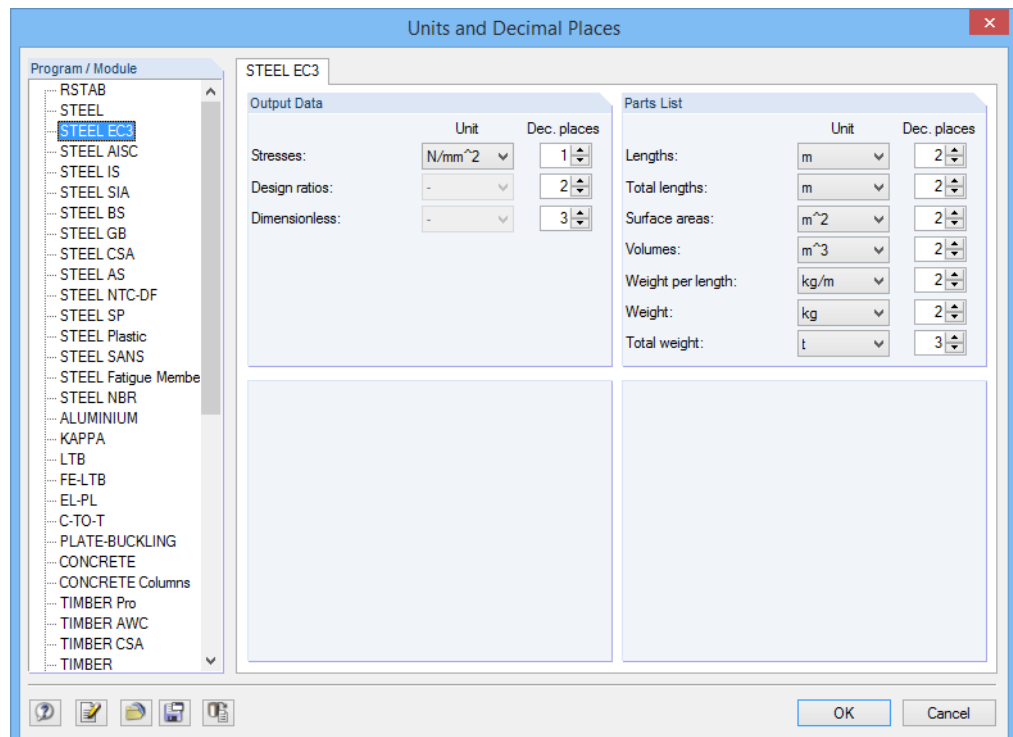 Units and Decimal Places
Program / Module
RSTAB
STEEL
STEEL EC3
STEEL AISC
STEEL IS
STEEL SIA
STEEL BS
STEEL GB
STEEL CSA
STEEL AS
STEEL NTC-DF
STEEL SP
STEEL Plastic
STEEL SANS
STEEL Fatigue Membe
STEEL NBR
ALUMINIUM
KAPPA
LTB
FE-LTB
EL-PL
C-TO-T
PLATE-BUCKLING
CONCRETE
CONCRETE Columns
TIMBER Pro
TIMBER AWC
TIMBER CSA
TIMBER
STEEL EC3
Output Data
Unit Dec. places
Stresses: N/mm^2 1
Design ratios: - 2
Dimensionless: - 3
Parts List
Unit Dec. places
Lengths: m 2
Total lengths: m 2
Surface areas: m^2 2
Volumes: m^3 2
Weight per length: kg/m 2
Weight: kg 2
Total weight: t 3
OK Cancel